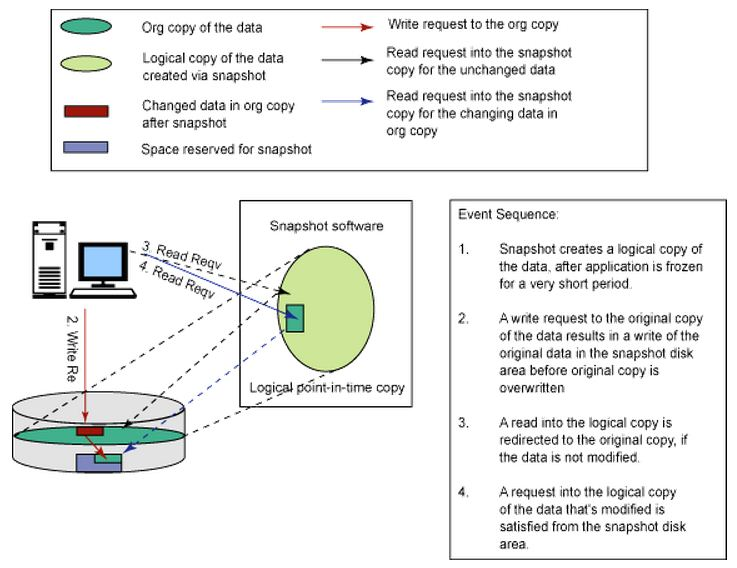 Org copy of the data
Logical copy of the data
created via snapshot
Changed data in org copy
after snapshot
Space reserved for snapshot
Write request to the org copy
Read request into the snapshot
copy for the unchanged data
Read request into the snapshot
copy for the changing data in
org copy
3. Read Reqv
4. Read Reqv
2. Write Re
Snapshot software
Logical point-in-time copy
Event Sequence:
1. Snapshot creates a logical copy of
the data, after application is frozen
for a very short period.
2. A write request to the original copy
of the data results in a write of the
original data in the snapshot disk
area before original copy is
overwritten
3. A read into the logical copy is
redirected to the original copy, if
the data is not modified.
4. A request into the logical copy
of the data that's modified is
satisfied from the snapshot disk
area.